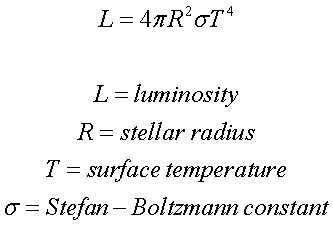 L = 4πR²σT⁴
L = luminosity
R = stellar radius
T = surface temperature
σ = Stefan − Boltzmann constant